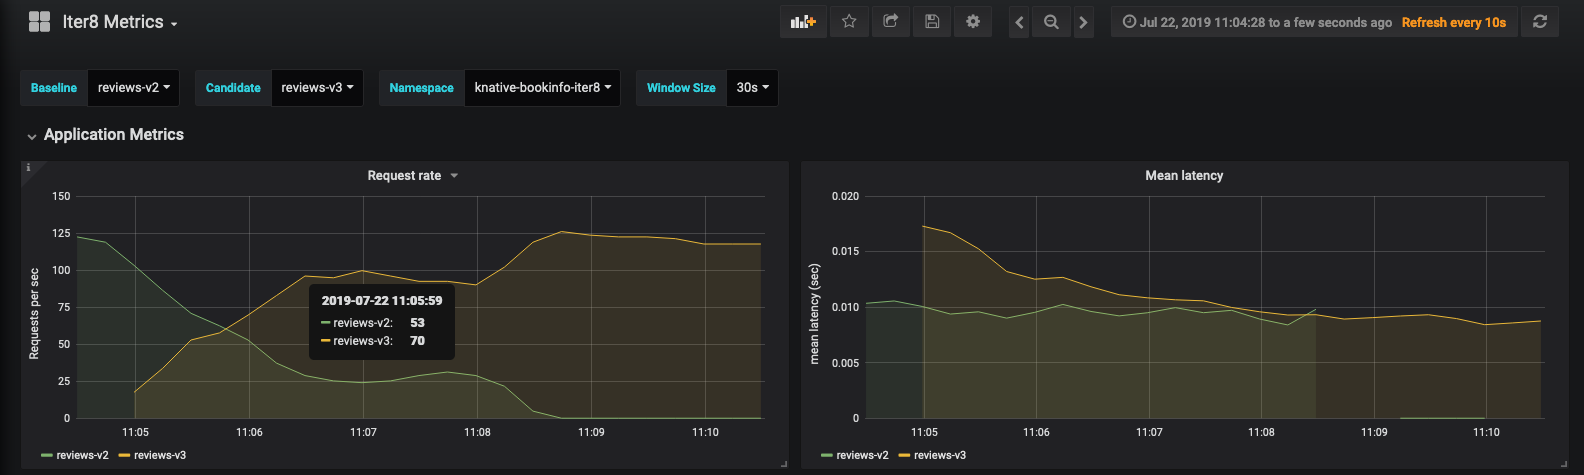 Iter8 Metrics
Jul 22, 2019 11:04:28 to a few seconds ago Refresh every 10s
Baseline reviews-v2 Candidate reviews-v3 Namespace knative-bookinfo-iter8 Window Size 30s
Application Metrics
i
Request rate
Requests per sec
150
125
100
75
50
25
0
11:05 11:06 11:07 11:08 11:09 11:10
2019-07-22 11:05:59
reviews-v2: 53
reviews-v3: 70
reviews-v2 reviews-v3
Mean latency
mean latency (sec)
0.020
0.015
0.010
0.005
0
11:05 11:06 11:07 11:08 11:09 11:10
reviews-v2 reviews-v3